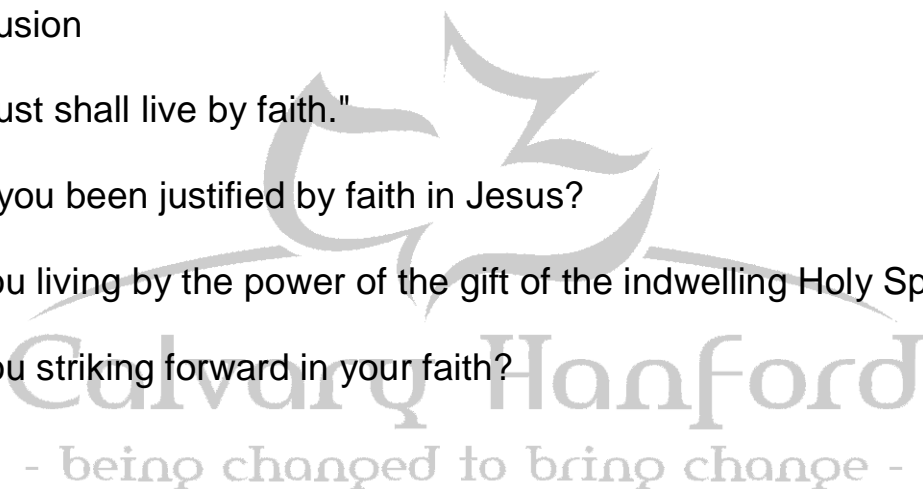 usion
ust shall live by faith."
you been justified by faith in Jesus?
ou living by the power of the gift of the indwelling Holy Sp
ou striking forward in your faith?
Calvary Hanford
- being changed to bring change -